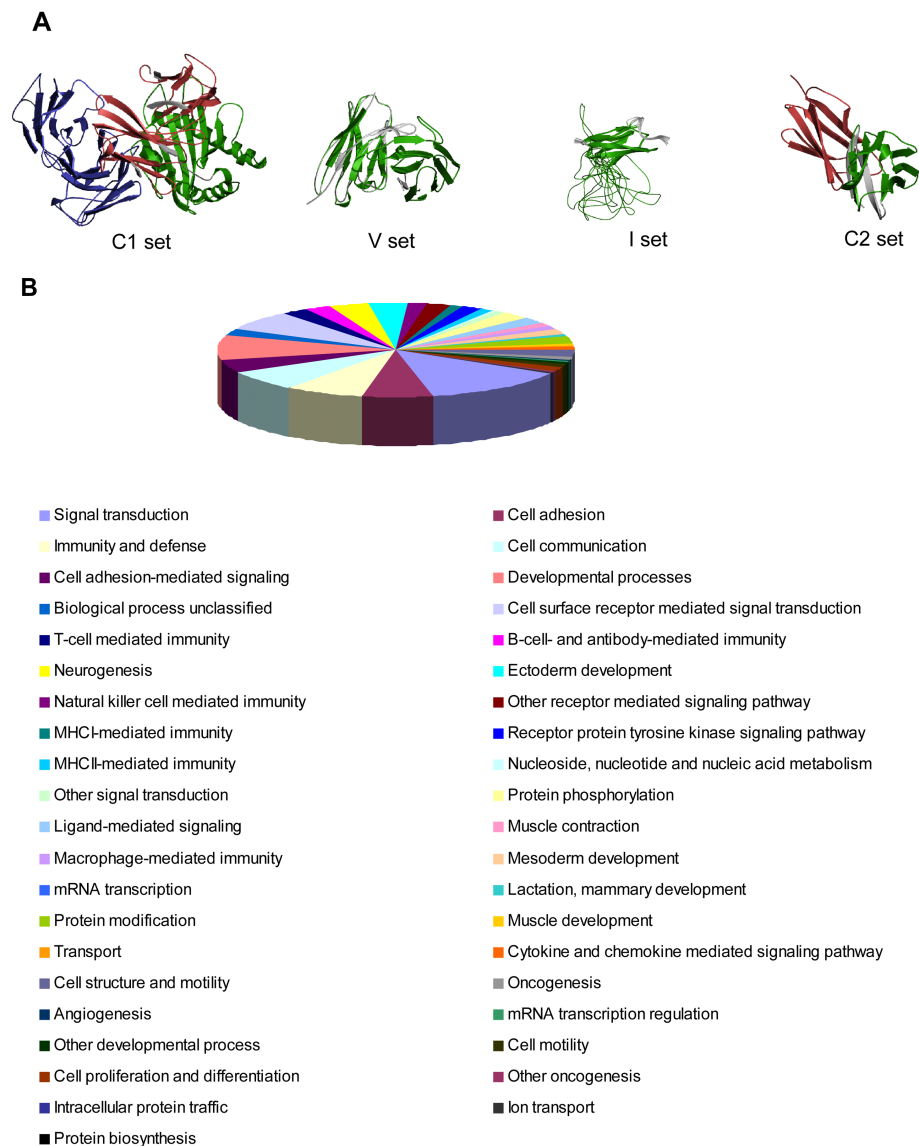 A
C1 set V set I set C2 set
B
Signal transduction Cell adhesion
Immunity and defense Cell communication
Cell adhesion-mediated signaling Developmental processes
Biological process unclassified Cell surface receptor mediated signal transduction
T-cell mediated immunity B-cell- and antibody-mediated immunity
Neurogenesis Ectoderm development
Natural killer cell mediated immunity Other receptor mediated signaling pathway
MHCI-mediated immunity Receptor protein tyrosine kinase signaling pathway
MHCII-mediated immunity Nucleoside, nucleotide and nucleic acid metabolism
Other signal transduction Protein phosphorylation
Ligand-mediated signaling Muscle contraction
Macrophage-mediated immunity Mesoderm development
mRNA transcription Lactation, mammary development
Protein modification Muscle development
Transport Cytokine and chemokine mediated signaling pathway
Cell structure and motility Oncogenesis
Angiogenesis mRNA transcription regulation
Other developmental process Cell motility
Cell proliferation and differentiation Other oncogenesis
Intracellular protein traffic Ion transport
Protein biosynthesis